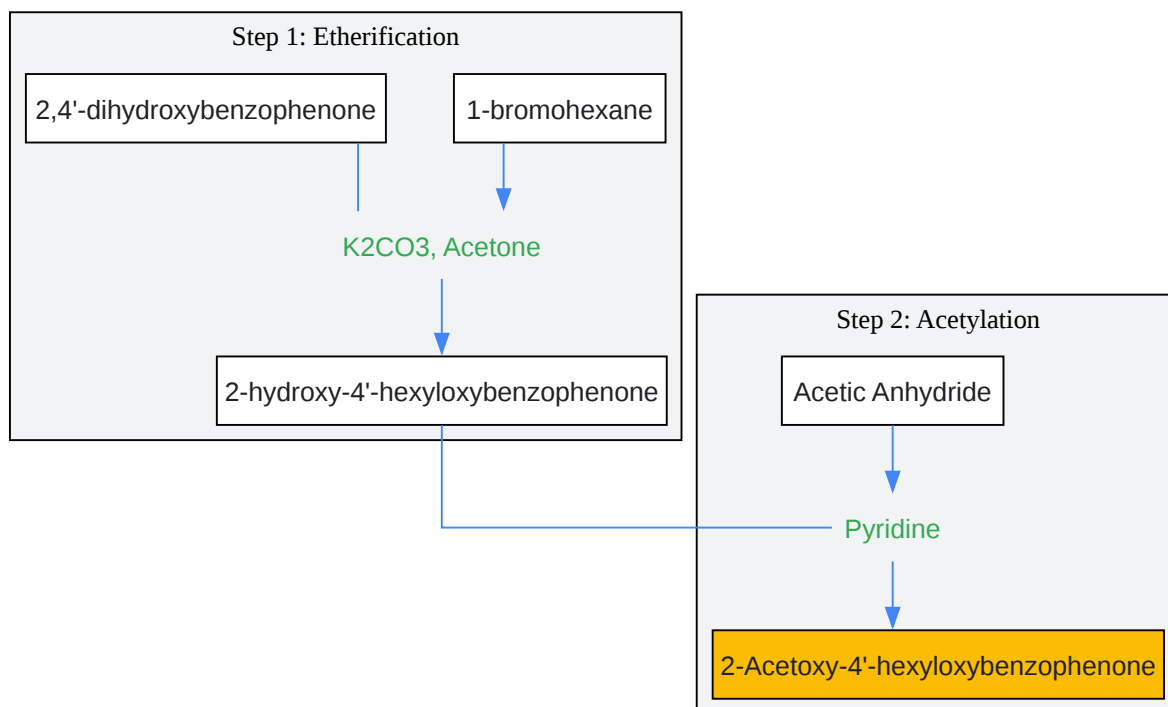 Step 1: Etherification
2,4'-dihydroxybenzophenone
1-bromohexane
K2CO3, Acetone
2-hydroxy-4'-hexyloxybenzophenone
Step 2: Acetylation
Acetic Anhydride
Pyridine
2-Acetoxy-4'-hexyloxybenzophenone